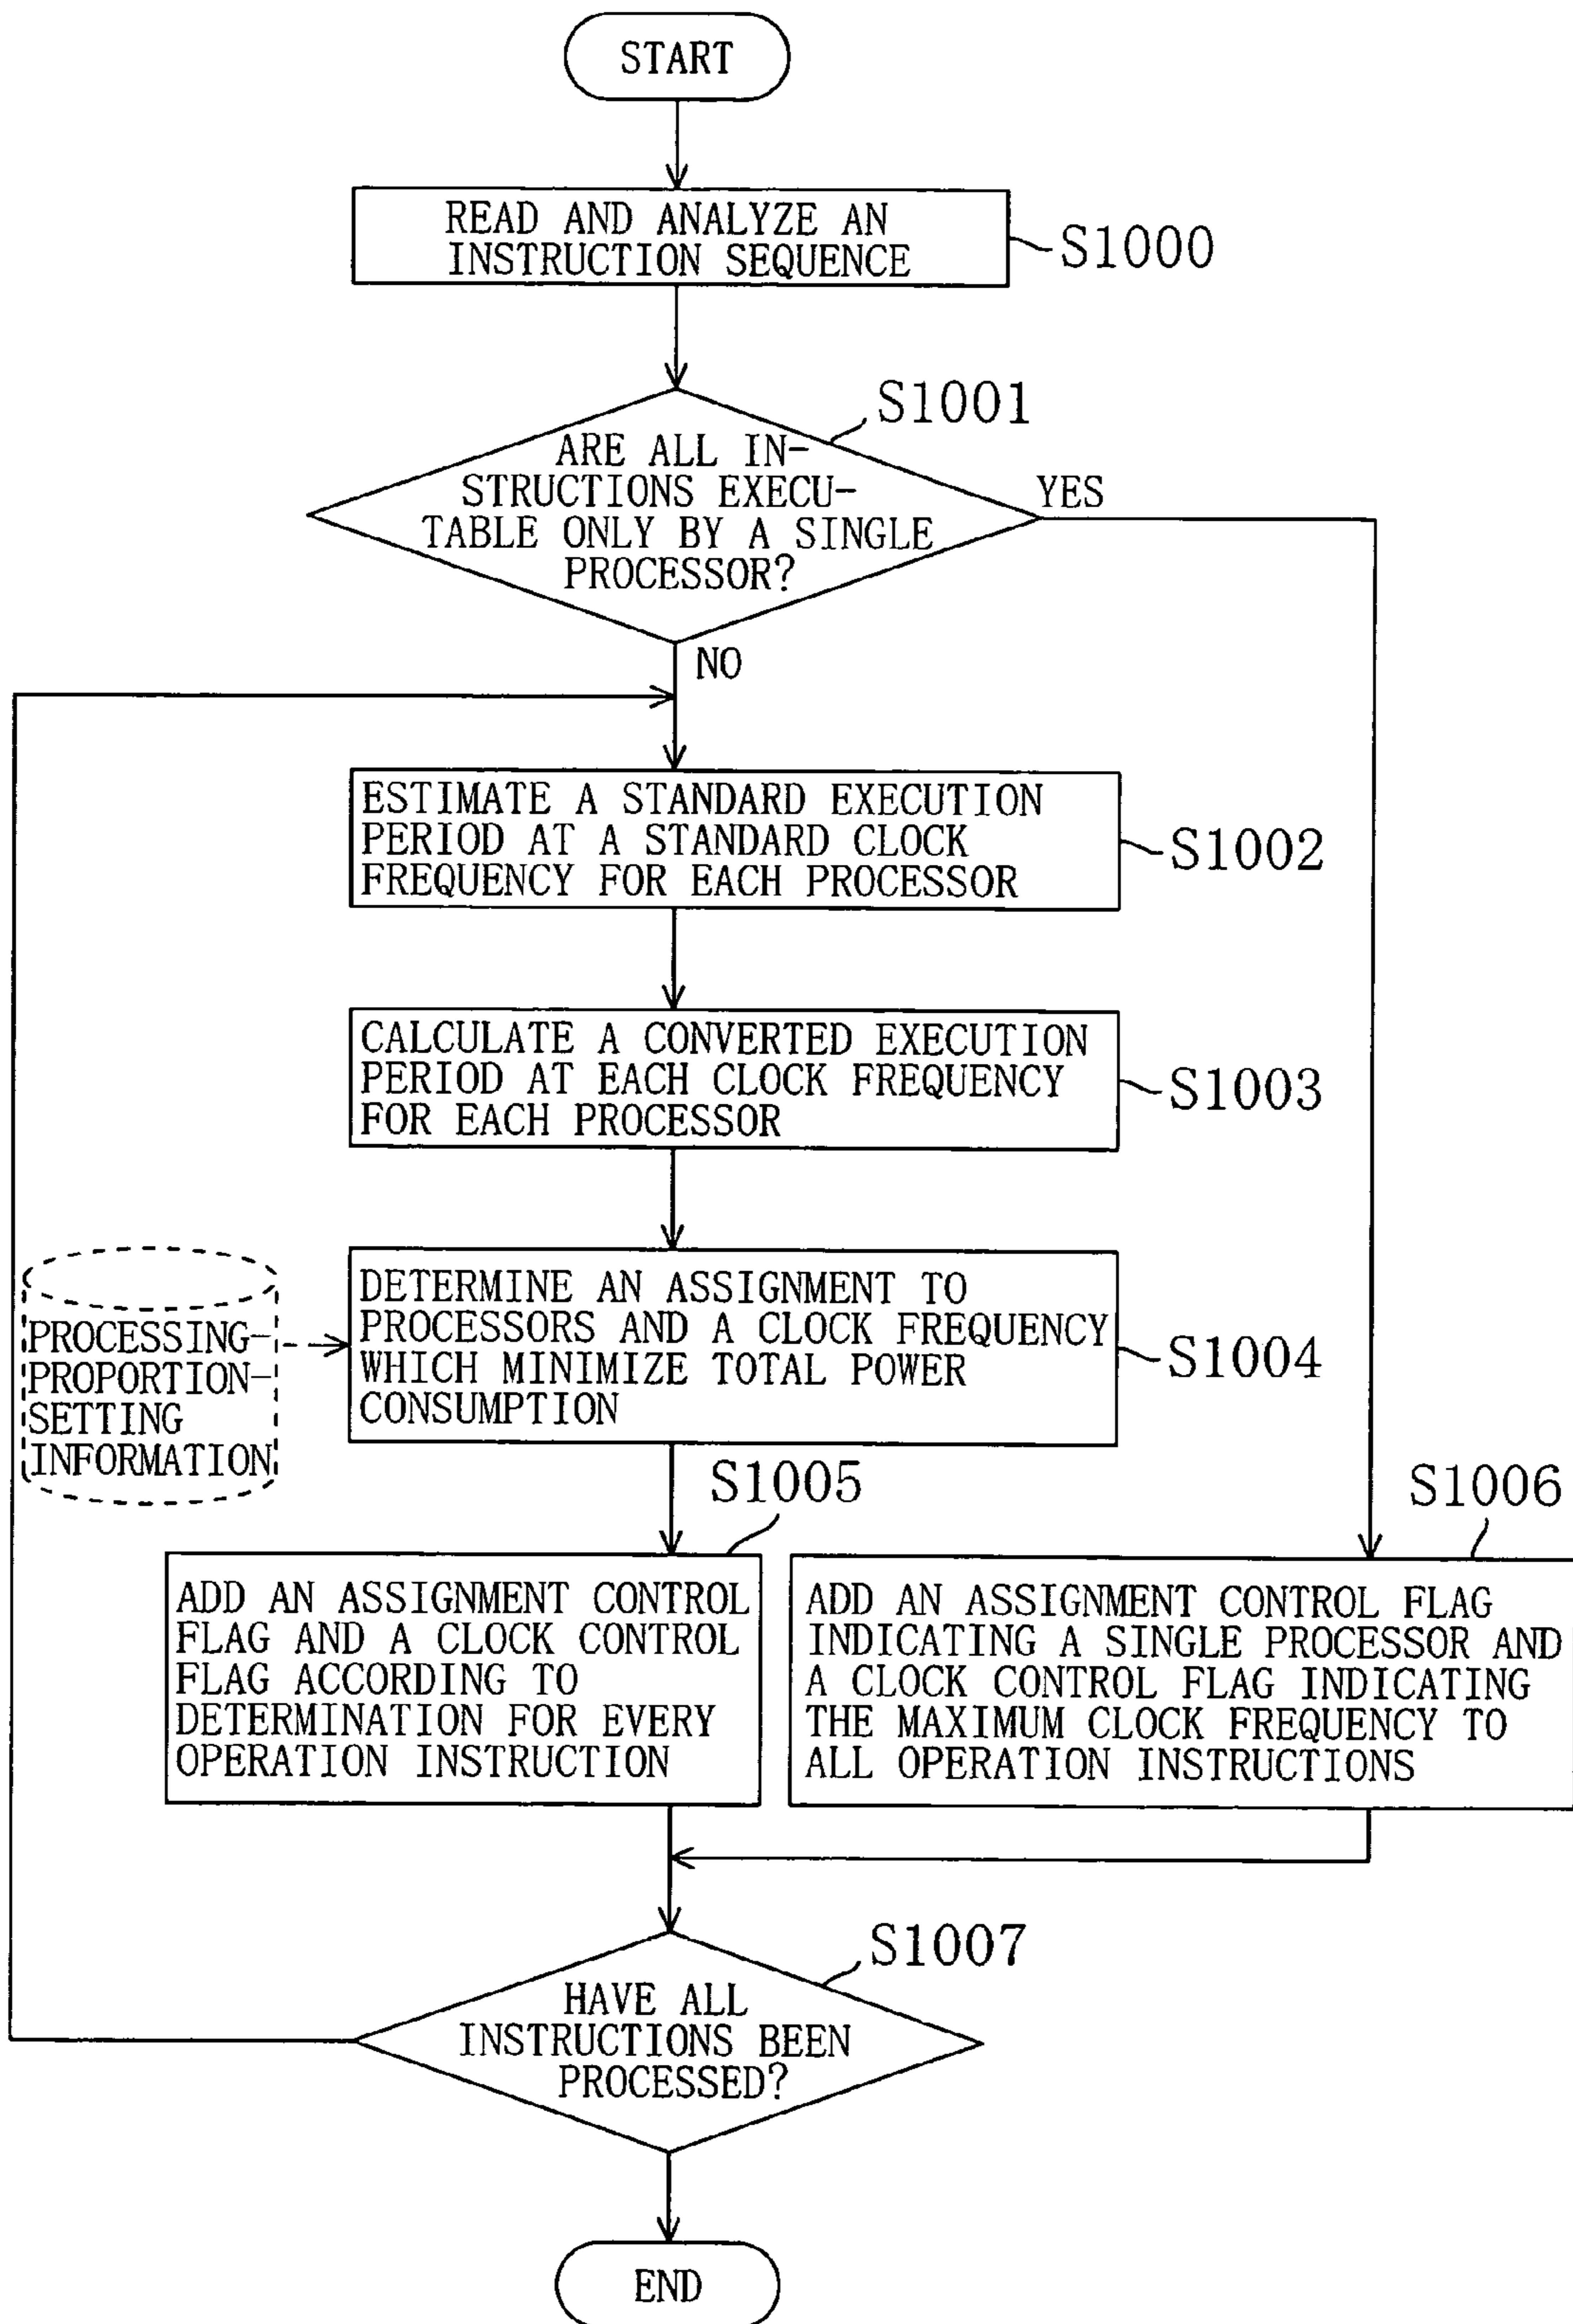 START
READ AND ANALYZE AN
INSTRUCTION SEQUENCE
S1000
S1001
ARE ALL IN-
STRUCTIONS EXECU-
TABLE ONLY BY A SINGLE
PROCESSOR?
YES
NO
ESTIMATE A STANDARD EXECUTION
PERIOD AT A STANDARD CLOCK
FREQUENCY FOR EACH PROCESSOR
S1002
CALCULATE A CONVERTED EXECUTION
PERIOD AT EACH CLOCK FREQUENCY
FOR EACH PROCESSOR
S1003
PROCESSING-
PROPORTION-
SETTING
INFORMATION
DETERMINE AN ASSIGNMENT TO
PROCESSORS AND A CLOCK FREQUENCY
WHICH MINIMIZE TOTAL POWER
CONSUMPTION
S1004
S1005
ADD AN ASSIGNMENT CONTROL
FLAG AND A CLOCK CONTROL
FLAG ACCORDING TO
DETERMINATION FOR EVERY
OPERATION INSTRUCTION
S1006
ADD AN ASSIGNMENT CONTROL FLAG
INDICATING A SINGLE PROCESSOR AND
A CLOCK CONTROL FLAG INDICATING
THE MAXIMUM CLOCK FREQUENCY TO
ALL OPERATION INSTRUCTIONS
S1007
HAVE ALL
INSTRUCTIONS BEEN
PROCESSED?
END